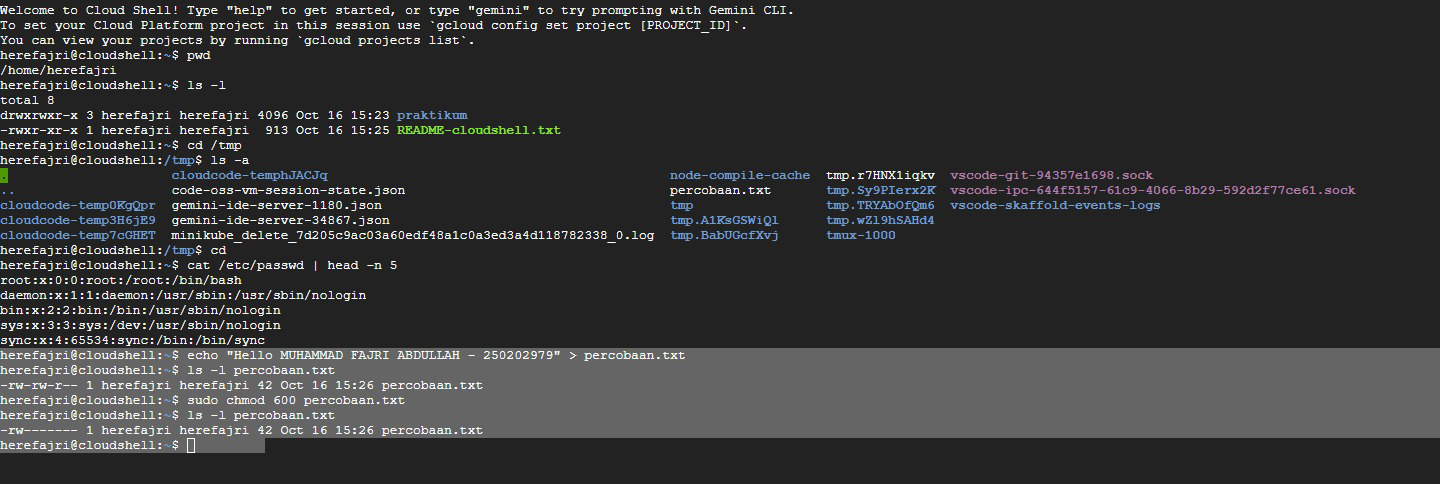 Welcome to Cloud Shell! Type "help" to get started, or type "gemini" to try prompting with Gemini CLI.
To set your Cloud Platform project in this session use `gcloud config set project [PROJECT_ID]`.
You can view your projects by running `gcloud projects list`.
herefajri@cloudshell:~$ pwd
/home/herefajri
herefajri@cloudshell:~$ ls -l
total 8
drwxrwxr-x 3 herefajri herefajri 4096 Oct 16 15:23 praktikum
-rwxr-xr-x 1 herefajri herefajri  913 Oct 16 15:25 README-cloudshell.txt
herefajri@cloudshell:~$ cd /tmp
herefajri@cloudshell:/tmp$ ls -a
.                     cloudcode-temphJACJq                                            node-compile-cache  tmp.r7HNX1iqkv  vscode-git-94357e1698.sock
..                    code-oss-vm-session-state.json                                  percobaan.txt       tmp.Sy9PIerx2K  vscode-ipc-644f5157-61c9-4066-8b29-592d2f77ce61.sock
cloudcode-temp0KgQpr  gemini-ide-server-1180.json                                     tmp                 tmp.TRYAbOfQm6  vscode-skaffold-events-logs
cloudcode-temp3H6jE9  gemini-ide-server-34867.json                                    tmp.A1KsGSWiQl      tmp.wZl9hSAHd4
cloudcode-temp7cGHET  minikube_delete_7d205c9ac03a60edf48a1c0a3ed3a4d118782338_0.log  tmp.BabUGcfXvj      tmux-1000
herefajri@cloudshell:/tmp$ cd
herefajri@cloudshell:~$ cat /etc/passwd | head -n 5
root:x:0:0:root:/root:/bin/bash
daemon:x:1:1:daemon:/usr/sbin:/usr/sbin/nologin
bin:x:2:2:bin:/bin:/usr/sbin/nologin
sys:x:3:3:sys:/dev:/usr/sbin/nologin
sync:x:4:65534:sync:/bin:/bin/sync
herefajri@cloudshell:~$ echo "Hello MUHAMMAD FAJRI ABDULLAH - 250202979" > percobaan.txt
herefajri@cloudshell:~$ ls -l percobaan.txt
-rw-rw-r-- 1 herefajri herefajri 42 Oct 16 15:26 percobaan.txt
herefajri@cloudshell:~$ sudo chmod 600 percobaan.txt
herefajri@cloudshell:~$ ls -l percobaan.txt
-rw------- 1 herefajri herefajri 42 Oct 16 15:26 percobaan.txt
herefajri@cloudshell:~$